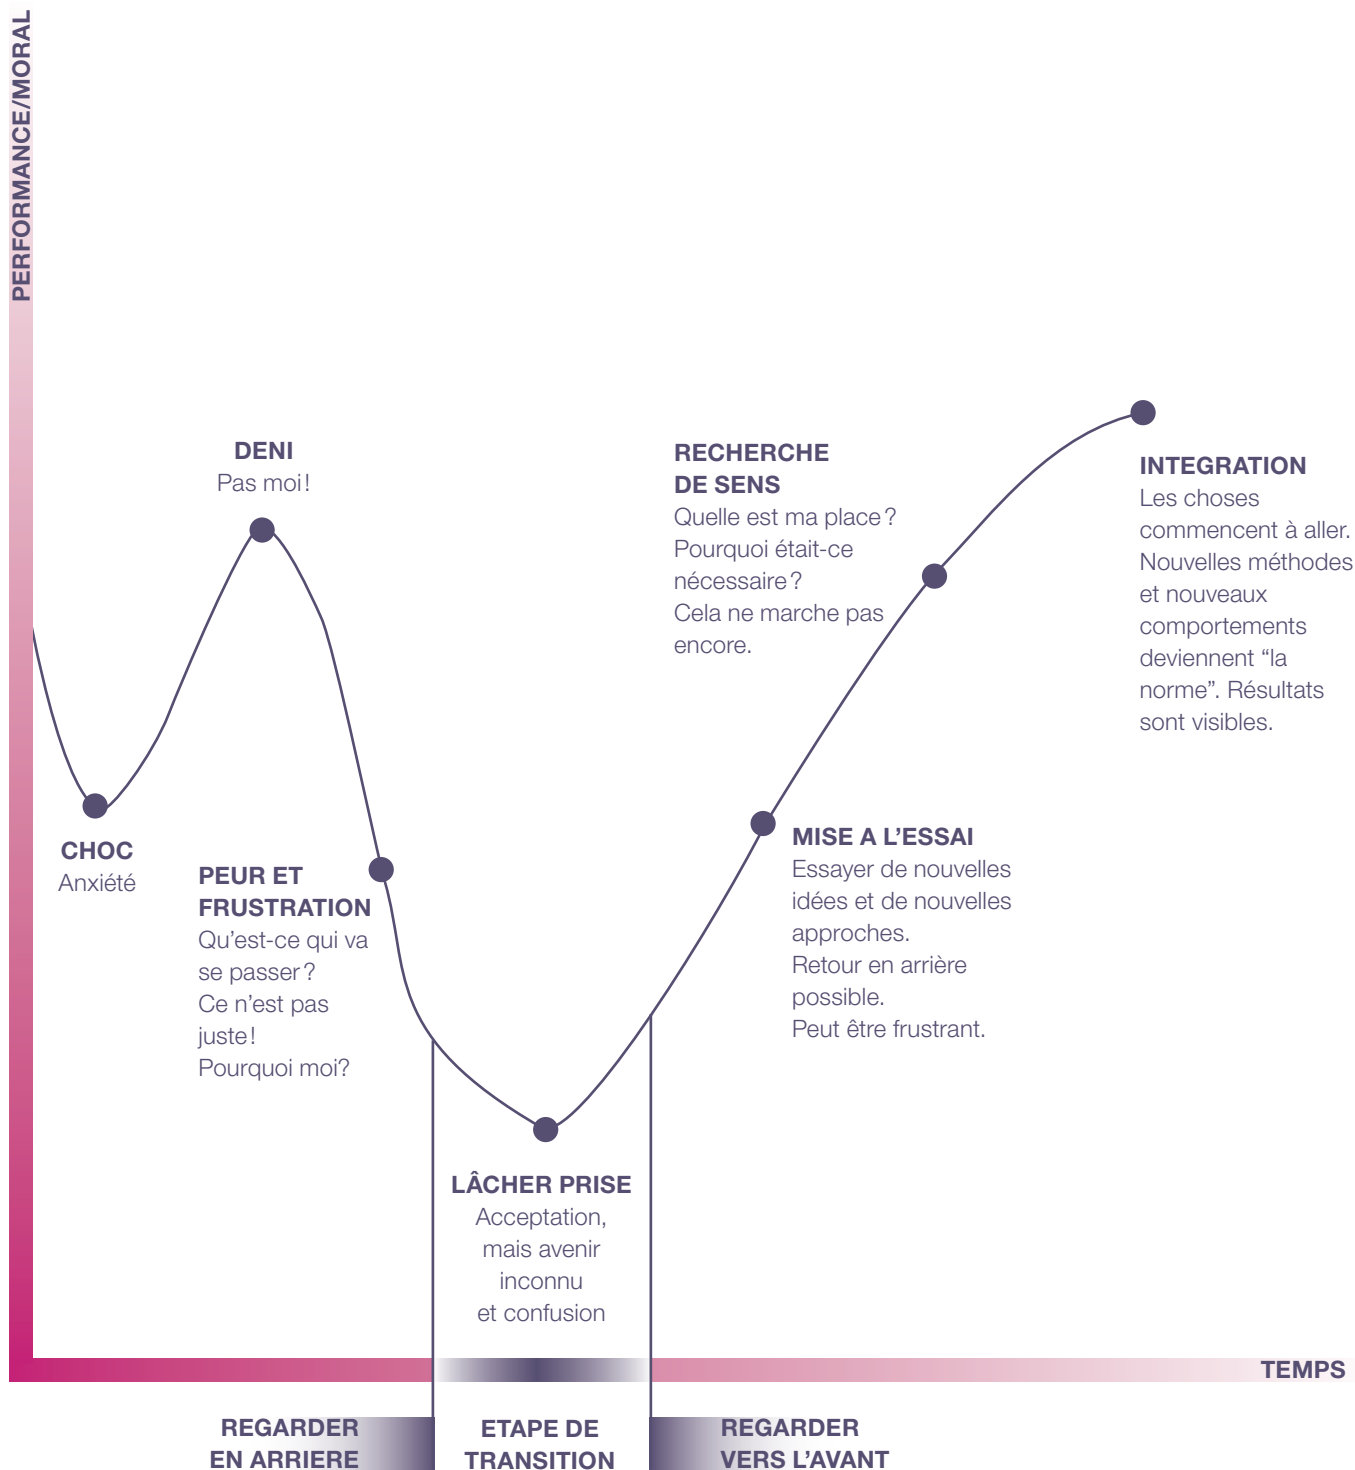 PERFORMANCE/MORAL
DENI
Pas moi !
CHOC
Anxiété
PEUR ET
FRUSTRATION
Qu’est-ce qui va
se passer ?
Ce n’est pas
juste !
Pourquoi moi?
LÂCHER PRISE
Acceptation,
mais avenir
inconnu
et confusion
RECHERCHE
DE SENS
Quelle est ma place ?
Pourquoi était-ce
nécessaire ?
Cela ne marche pas
encore.
MISE A L’ESSAI
Essayer de nouvelles
idées et de nouvelles
approches.
Retour en arrière
possible.
Peut être frustrant.
INTEGRATION
Les choses
commencent à aller.
Nouvelles méthodes
et nouveaux
comportements
deviennent “la
norme”. Résultats
sont visibles.
TEMPS
REGARDER
EN ARRIERE
ETAPE DE
TRANSITION
REGARDER
VERS L’AVANT